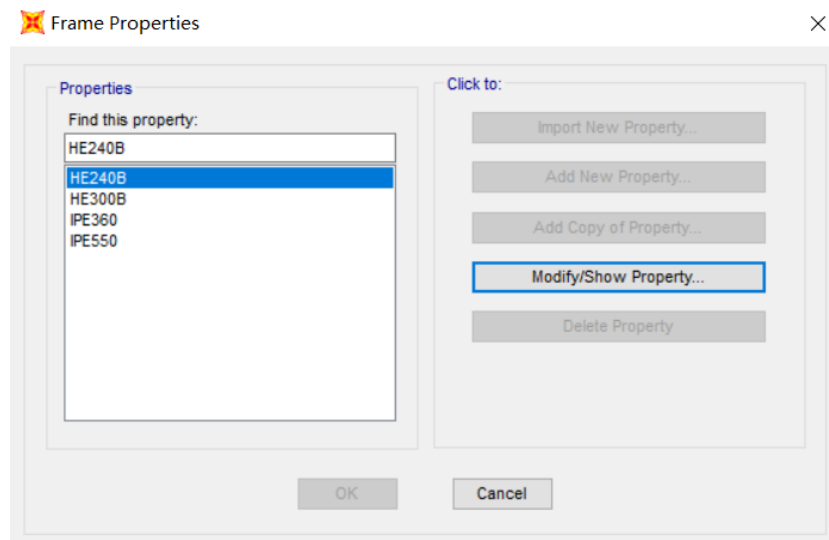 Frame Properties
Properties
Find this property:
HE240B
HE240B
HE300B
IPE360
IPE550
Click to:
Import New Property...
Add New Property...
Add Copy of Property...
Modify/Show Property...
Delete Property
OK
Cancel